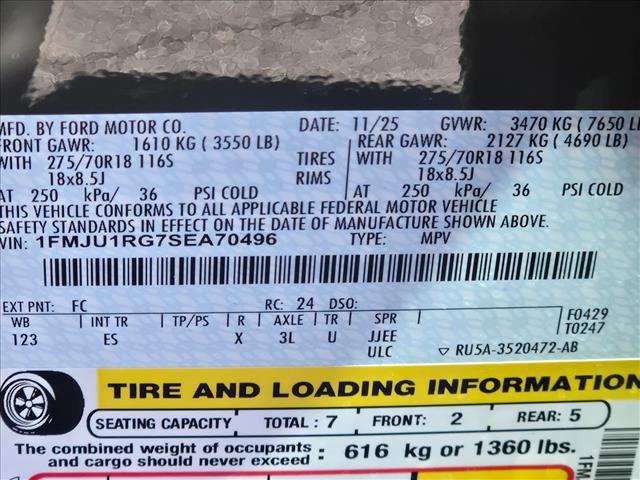 MFD. BY FORD MOTOR CO. DATE: 11/25 GVWR: 3470 KG (7650 LB
FRONT GAWR: 1610 KG (3550 LB) REAR GAWR: 2127 KG (4690 LB)
WITH 275/70R18 116S TIRES WITH 275/70R18 116S
18x8.5J RIMS 18x8.5J
AT 250 kPa/ 36 PSI COLD AT 250 kPa/ 36 PSI COLD
THIS VEHICLE CONFORMS TO ALL APPLICABLE FEDERAL MOTOR VEHICLE
SAFETY STANDARDS IN EFFECT ON THE DATE OF MANUFACTURE SHOWN ABOVE.
VIN: 1FMJU1RG7SEA70496 TYPE: MPV
EXT PNT: FC RC: 24 DSO: F0429
WB INT TR TP/PS R AXLE TR SPR T0247
123 ES X 3L U JJEE
ULC ▽ RU5A-3520472-AB
TIRE AND LOADING INFORMATION
SEATING CAPACITY TOTAL: 7 FRONT: 2 REAR: 5
The combined weight of occupants and cargo should never exceed: 616 kg or 1360 lbs.
1FM